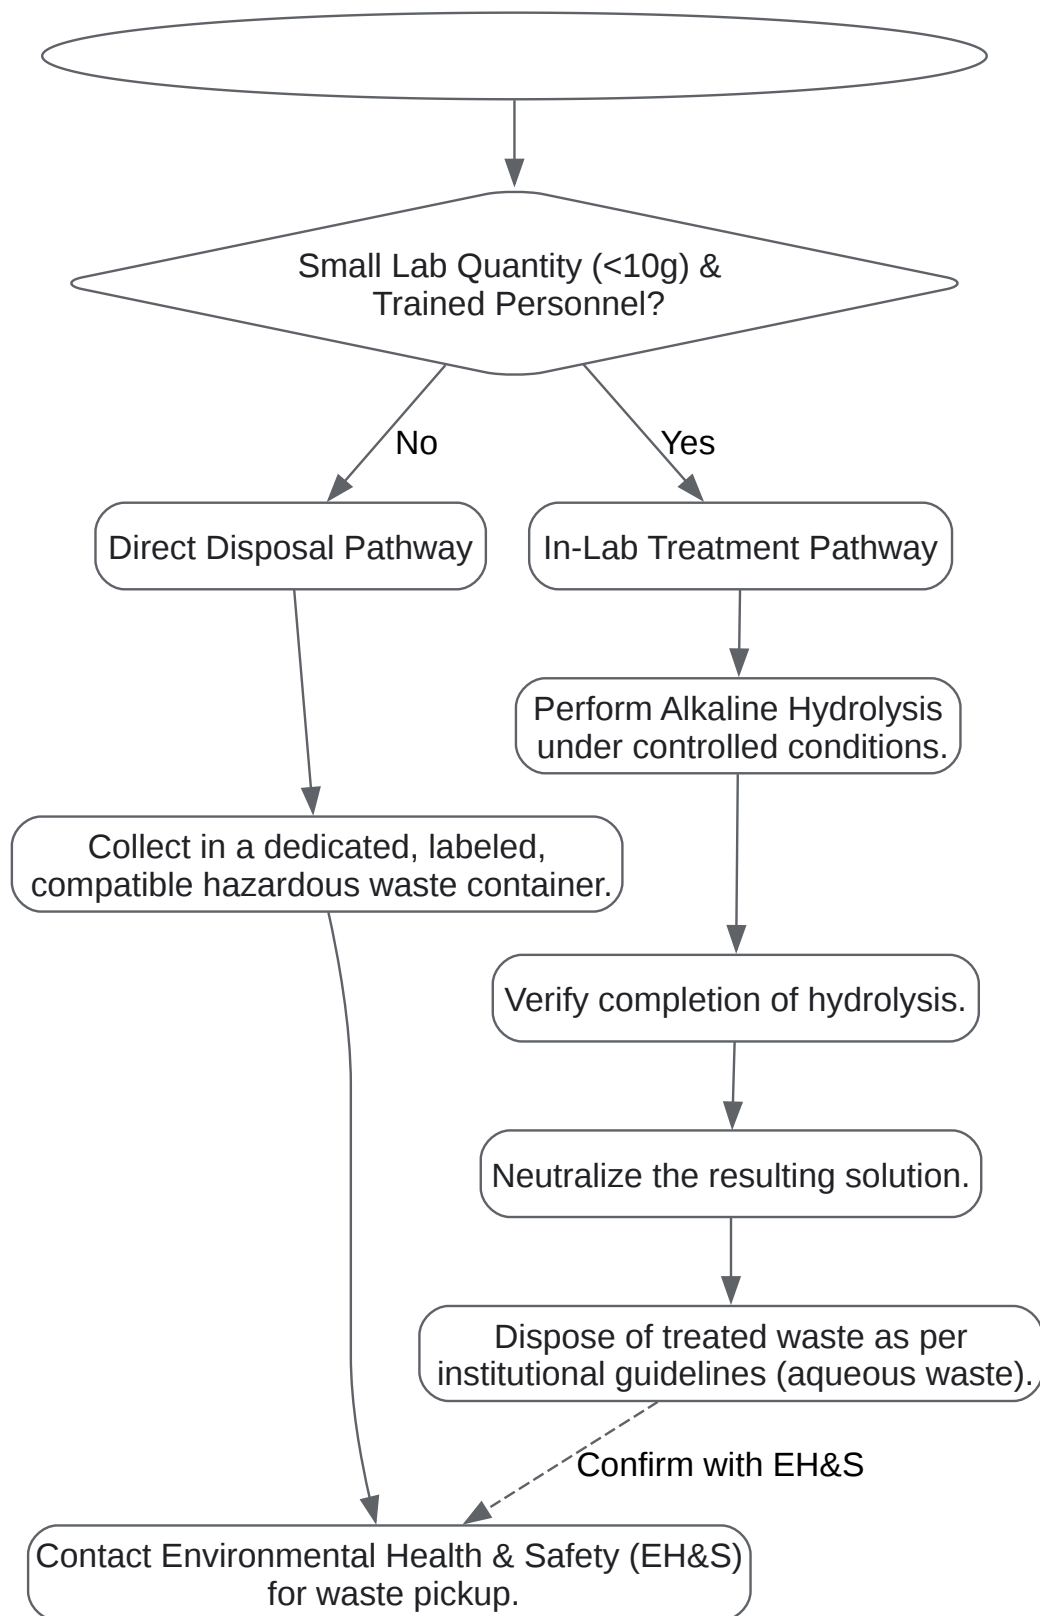 Small Lab Quantity (<10g) &
Trained Personnel?
No
Yes
Direct Disposal Pathway
In-Lab Treatment Pathway
Perform Alkaline Hydrolysis
under controlled conditions.
Collect in a dedicated, labeled,
compatible hazardous waste container.
Verify completion of hydrolysis.
Neutralize the resulting solution.
Dispose of treated waste as per
institutional guidelines (aqueous waste).
Confirm with EH&S
Contact Environmental Health & Safety (EH&S)
for waste pickup.